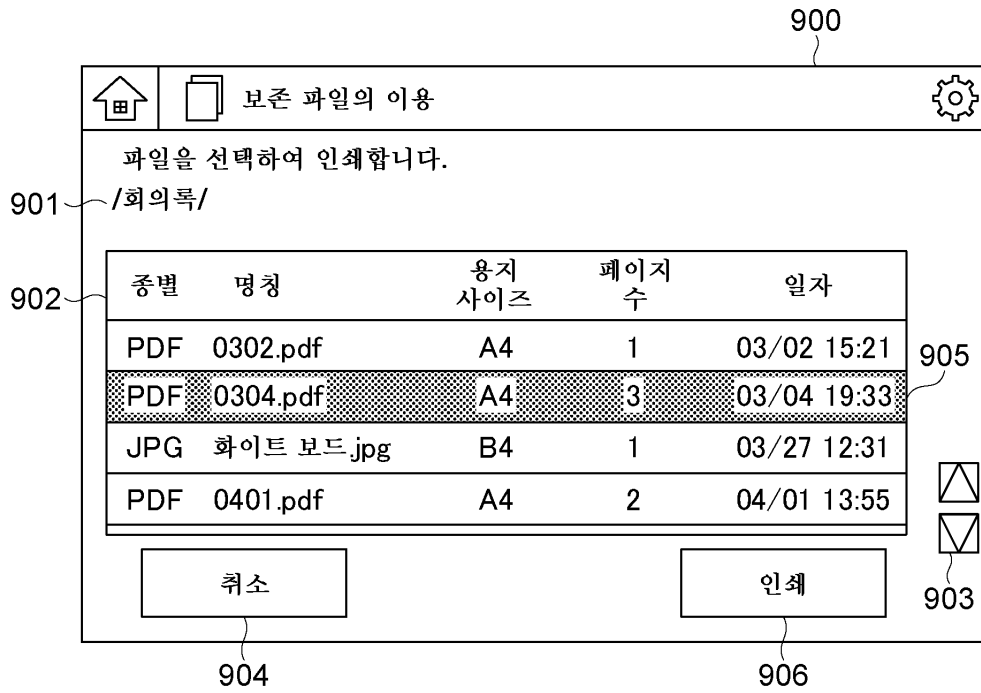 900
보존 파일의 이용
파일을 선택하여 인쇄합니다.
901 /회의록/
902
종별 명칭 용지 사이즈 페이지 수 일자
PDF 0302.pdf A4 1 03/02 15:21
905
PDF 0304.pdf A4 3 03/04 19:33
JPG 화이트 보드.jpg B4 1 03/27 12:31
PDF 0401.pdf A4 2 04/01 13:55
취소 인쇄
903
904 906